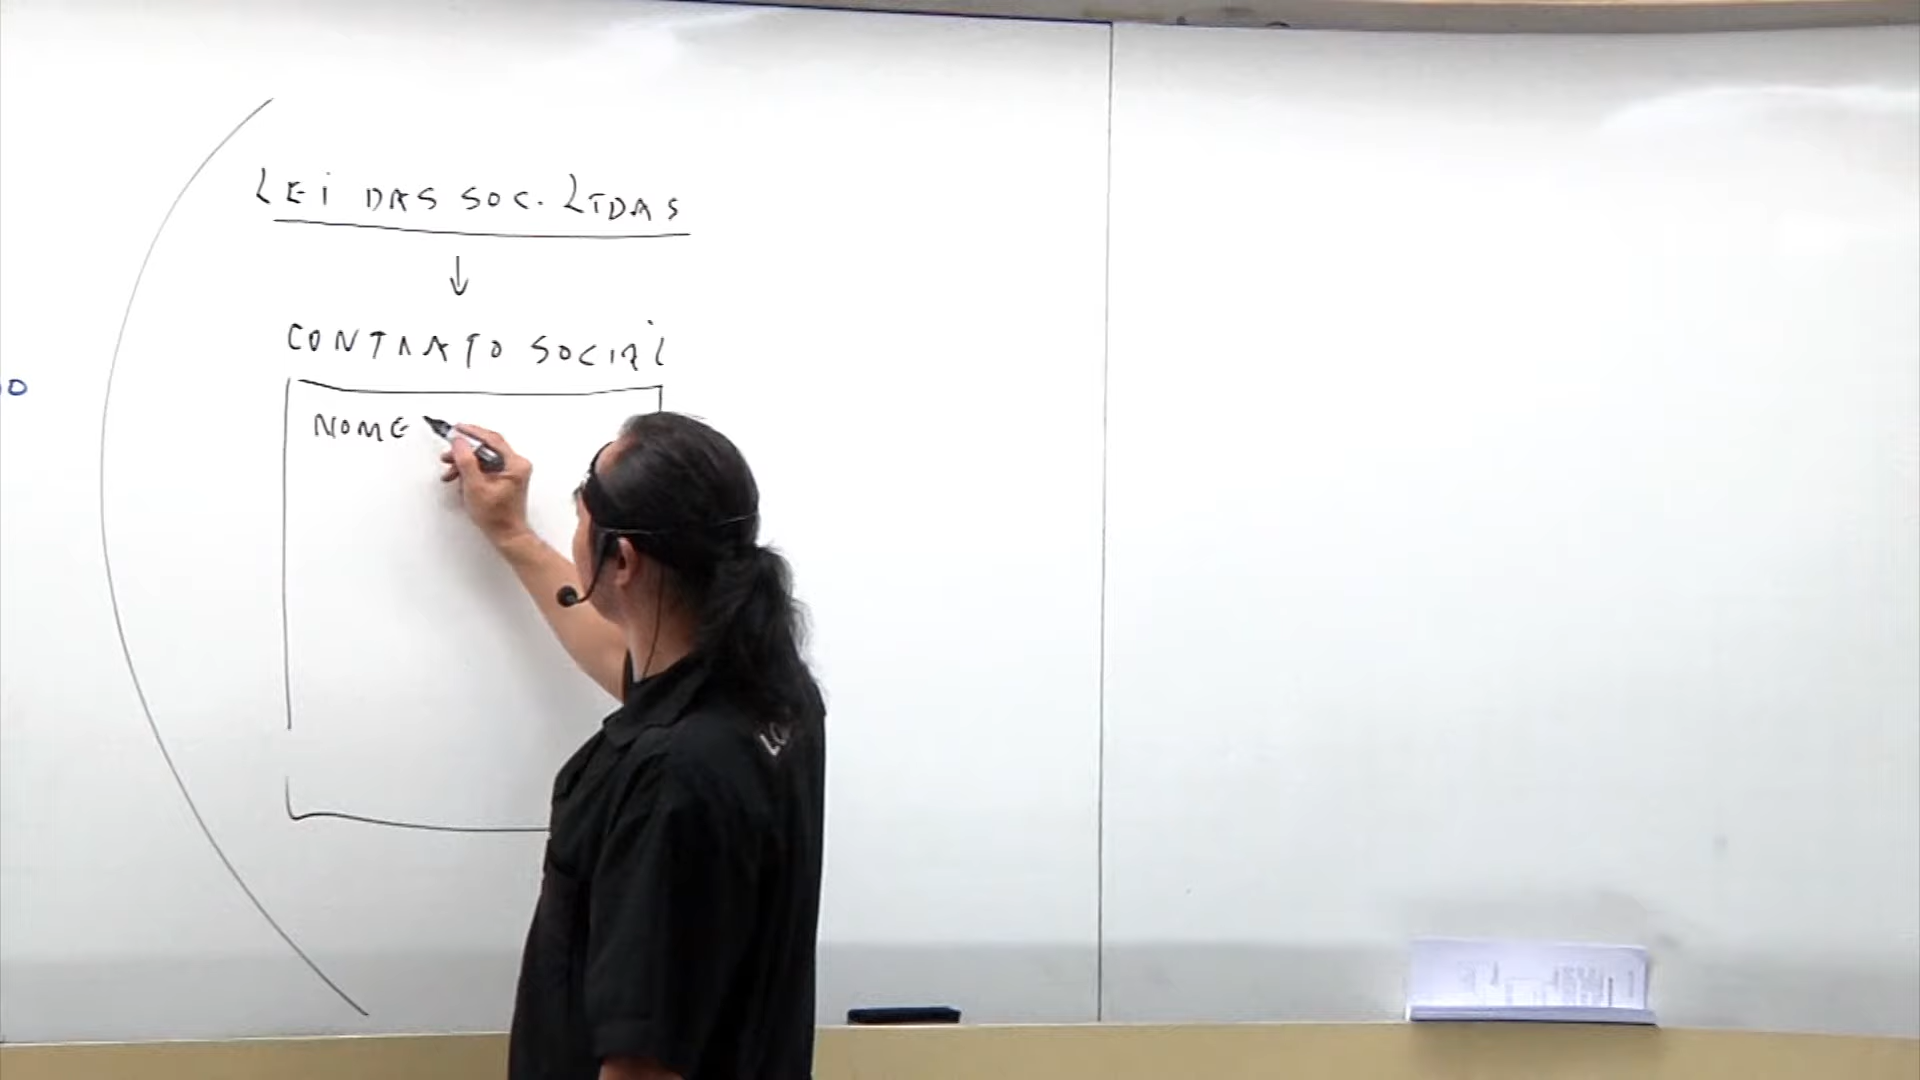 LEI DAS SOC. LTDAS
↓
CONTRATO SOCIAL
NOME